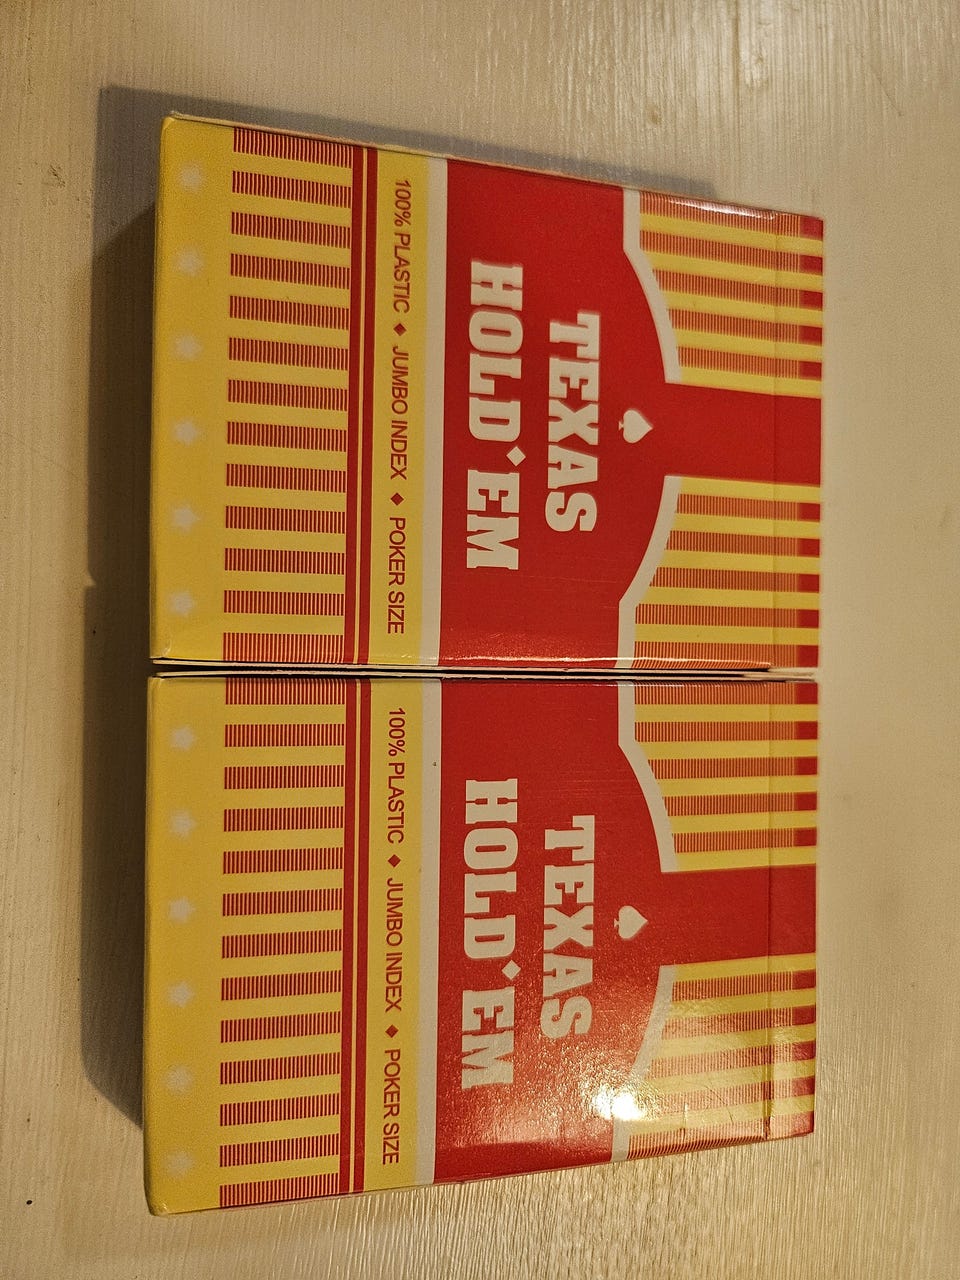 TEXAS
HOLD'EM
100% PLASTIC ♦ JUMBO INDEX ♦ POKER SIZE
TEXAS
HOLD'EM
100% PLASTIC ♦ JUMBO INDEX ♦ POKER SIZE